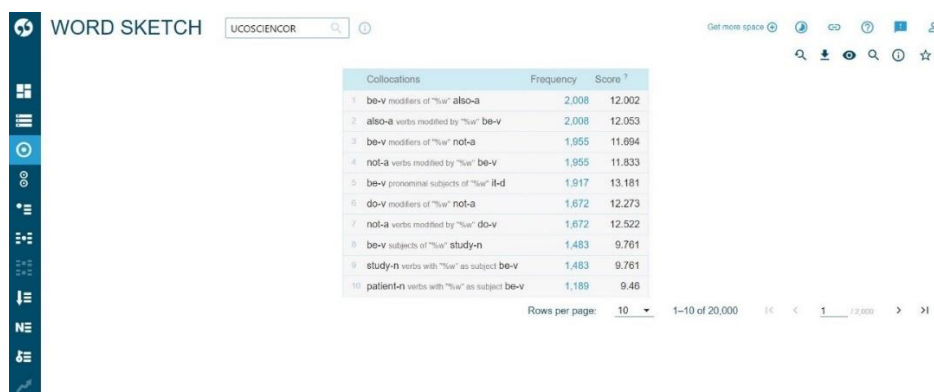 WORD SKETCH
UCOSCIENCOR
Get more space
Collocations Frequency Score ?
1 be-v modifiers of "%w" also-a 2,008 12.002
2 also-a verbs modified by "%w" be-v 2,008 12.053
3 be-v modifiers of "%w" not-a 1,955 11.694
4 not-a verbs modified by "%w" be-v 1,955 11.833
5 be-v pronominal subjects of "%w" it-d 1,917 13.181
6 do-v modifiers of "%w" not-a 1,672 12.273
7 not-a verbs modified by "%w" do-v 1,672 12.522
8 be-v subjects of "%w" study-n 1,483 9.761
9 study-n verbs with "%w" as subject be-v 1,483 9.761
10 patient-n verbs with "%w" as subject be-v 1,189 9.46
Rows per page: 10 1–10 of 20,000 1 / 2,000